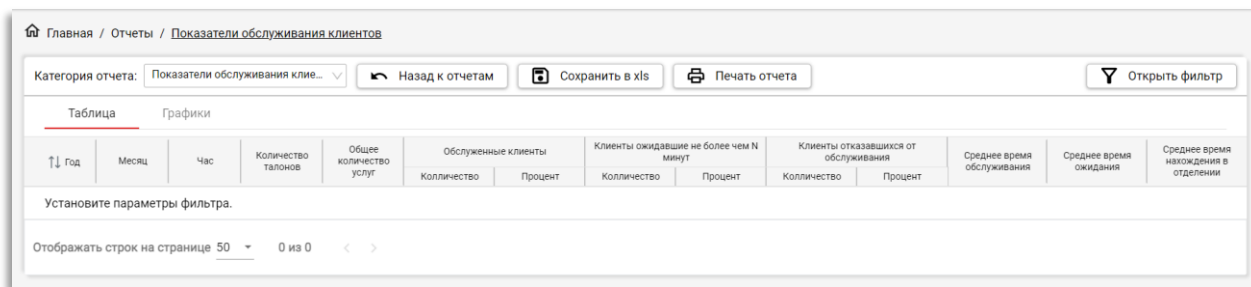 Главная / Отчеты / Показатели обслуживания клиентов
Категория отчета: Показатели обслуживания клие... Назад к отчетам Сохранить в xls Печать отчета Открыть фильтр
Таблица Графики
Год Месяц Час Количество талонов Общее количество услуг Обслуженные клиенты Клиенты ожидавшие не более чем N минут Клиенты отказавшихся от обслуживания Среднее время обслуживания Среднее время ожидания Среднее время нахождения в отделении
Колличество Процент Колличество Процент Колличество Процент
Установите параметры фильтра.
Отображать строк на странице 50 0 из 0